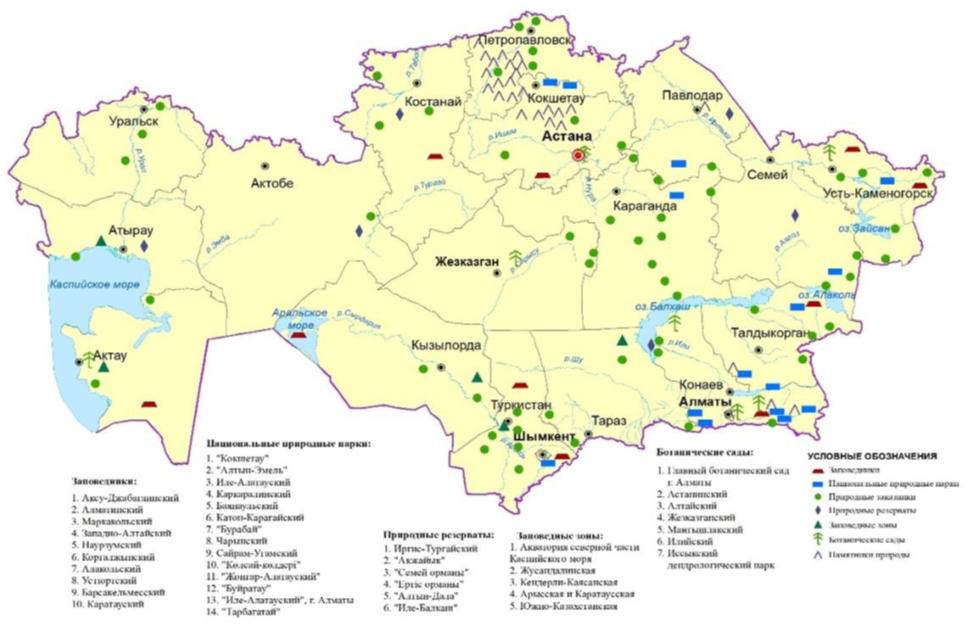 Петропавловск
р.Тобол
Костанай
Кокшетау
Павлодар
р.Иртыш
Уральск
р.Урал
Астана
р.Ишим
р.Нура
Актобе
Семей
Усть-Каменогорск
р.Тургай
Караганда
оз.Зайсан
Атырау
р.Эмба
Жезказган
р.Сарысу
р.Аягоз
Каспийское море
оз.Алаколь
Аральское
море
р.Сырдария
оз.Балхаш
Талдыкорган
Актау
Кызылорда
р.Шу
р.Или
Конаев
Туркистан
Алматы
Тараз
Шымкент
Заповедники:
1. Аксу-Джабаглинский
2. Алматинский
3. Маркакольский
4. Западно-Алтайский
5. Наурзумский
6. Коргалжынский
7. Алакольский
8. Устюртский
9. Барсакельмесский
10. Каратауский
Национальные природные парки:
1. "Кокшетау"
2. "Алтын-Эмель"
3. Иле-Алатауский
4. Каркаралинский
5. Баянаульский
6. Катон-Карагайский
7. "Бурабай"
8. Чарынский
9. Сайрам-Угамский
10. "Көлсай-көлдері"
11. "Жонгар-Алатауский"
12. "Буйратау"
13. "Иле-Алатауский", г. Алматы
14. "Тарбагатай"
Природные резерваты:
1. Иргис-Тургайский
2. "Акжайык"
3. "Семей орманы"
4. "Ертіс орманы"
5. "Алтын-Дала"
6. "Иле-Балхаш"
Заповедные зоны:
1. Акватория северной части
Каспийского моря
2. Жусандалинская
3. Кендерли-Каясанская
4. Арысская и Каратаусская
5. Южно-Казахстанская
Ботанические сады:
1. Главный ботанический сад
г. Алматы
2. Астанинский
3. Алтайский
4. Жезказганский
5. Мангышлакский
6. Илийский
7. Иссыкский
дендрологический парк
УСЛОВНЫЕ ОБОЗНАЧЕНИЯ
Заповедники
Национальные природные парки
Природные заказники
Природные резерваты
Заповедные зоны
Ботанические сады
Памятники природы